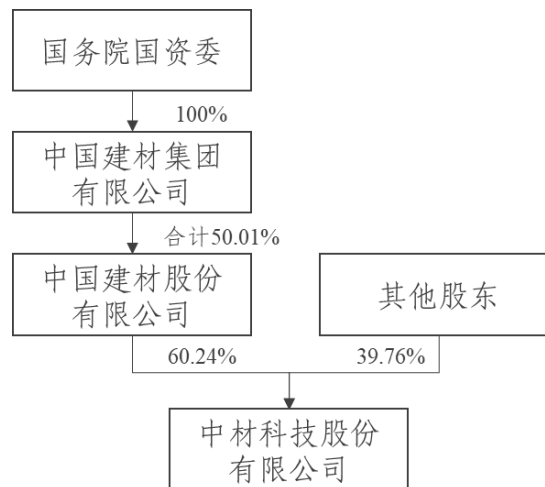 国务院国资委
100%
中国建材集团
有限公司
合计50.01%
中国建材股份
有限公司
其他股东
60.24%
39.76%
中材科技股份
有限公司